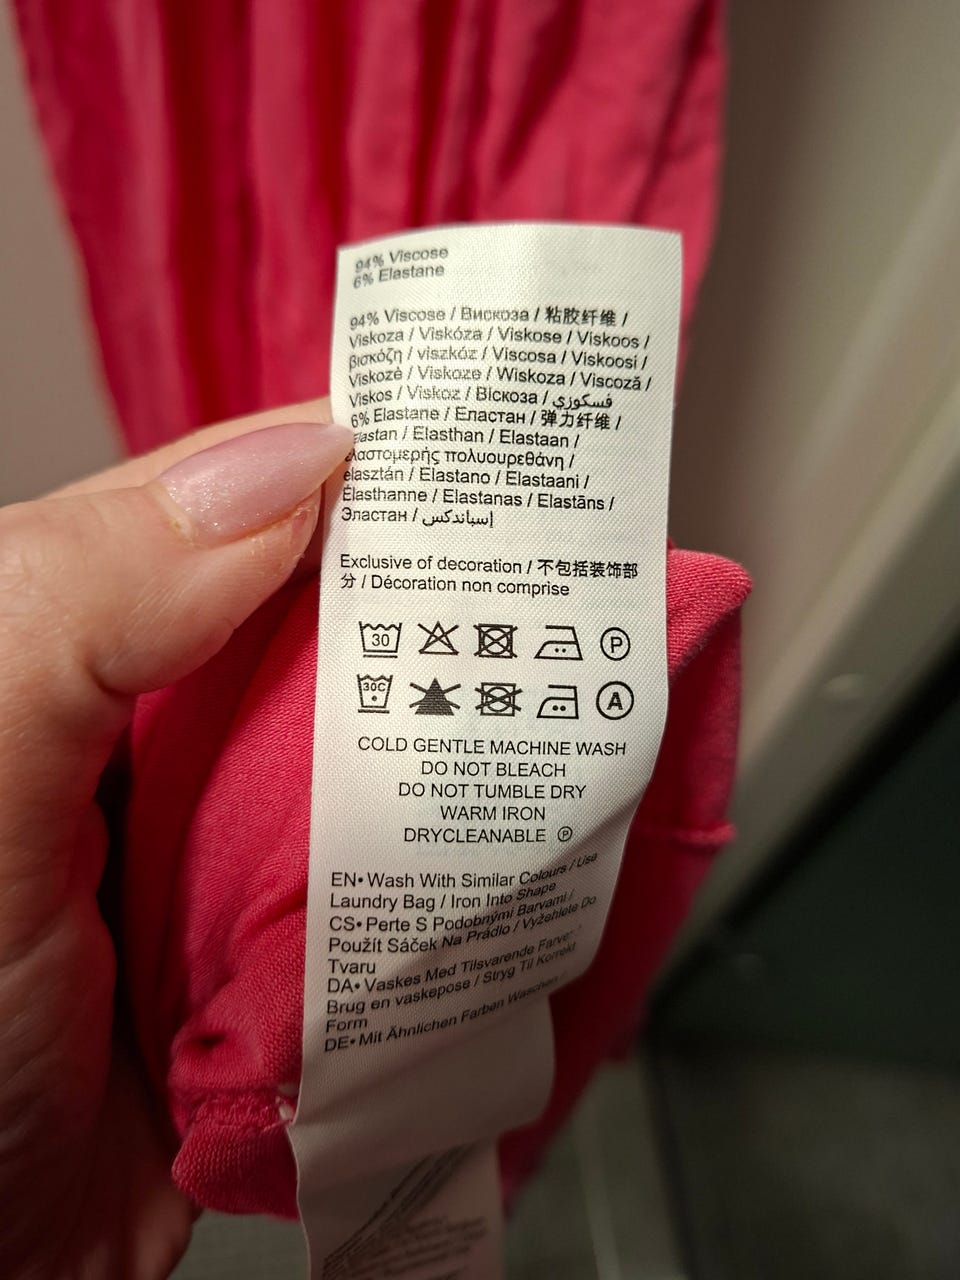 94% Viscose
6% Elastane
94% Viscose / Вискоза / 粘胶纤维 /
Viskoza / Viskóza / Viskose / Viskoos /
βισκόζη / viszkóz / Viscosa / Viskoosi /
Viskozė / Viskoze / Wiskoza / Viscoză /
Viskos / Viskoz / Віскоза / فسكوزي
6% Elastane / Еластан / 弹力纤维 /
Elastan / Elasthan / Elastaan /
ελαστομερής πολυουρεθάνη /
elasztán / Elastano / Elastaani /
Élasthanne / Elastanas / Elastāns /
Эластан / إسباندكس
Exclusive of decoration / 不包括装饰部
分 / Décoration non comprise
30 P
30C A
COLD GENTLE MACHINE WASH
DO NOT BLEACH
DO NOT TUMBLE DRY
WARM IRON
DRYCLEANABLE Ⓟ
EN• Wash With Similar Colours / Use
Laundry Bag / Iron Into Shape
CS• Perte S Podobnými Barvami /
Použít Sáček Na Prádlo / Vyžehlete Do
Tvaru
DA• Vaskes Med Tilsvarende
Brug en vaskepose / Stryg Til Korrekt
Form
DE• Mit Ähnlichen Farben Waschen /